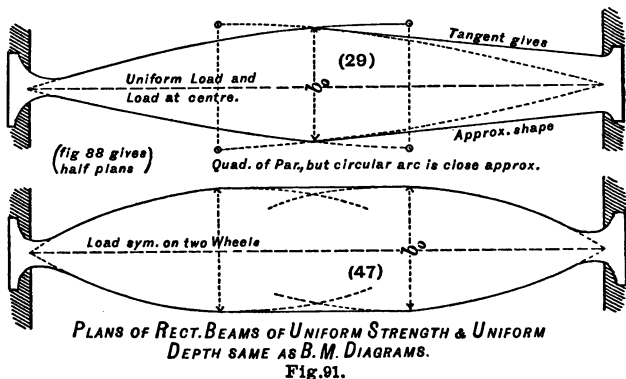 Tangent gives
(29)
Uniform Load and
Load at centre.
b₀
Approx. shape
(fig 88 gives)
half plans
Quad. of Par., but circular arc is close approx.
Load sym. on two Wheels
b₀
(47)
PLANS OF RECT. BEAMS OF UNIFORM STRENGTH & UNIFORM
DEPTH SAME AS B.M. DIAGRAMS.
Fig.91.